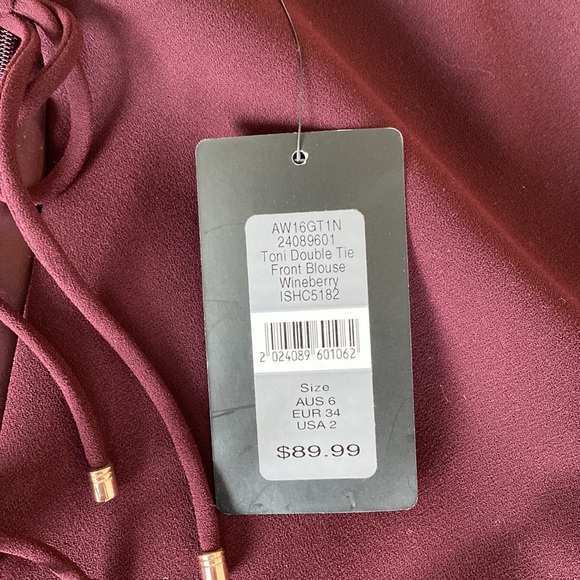 AW16GT1N
24089601
Toni Double Tie
Front Blouse
Wineberry
ISHC5182
2 024089 601062
Size
AUS 6
EUR 34
USA 2
$89.99